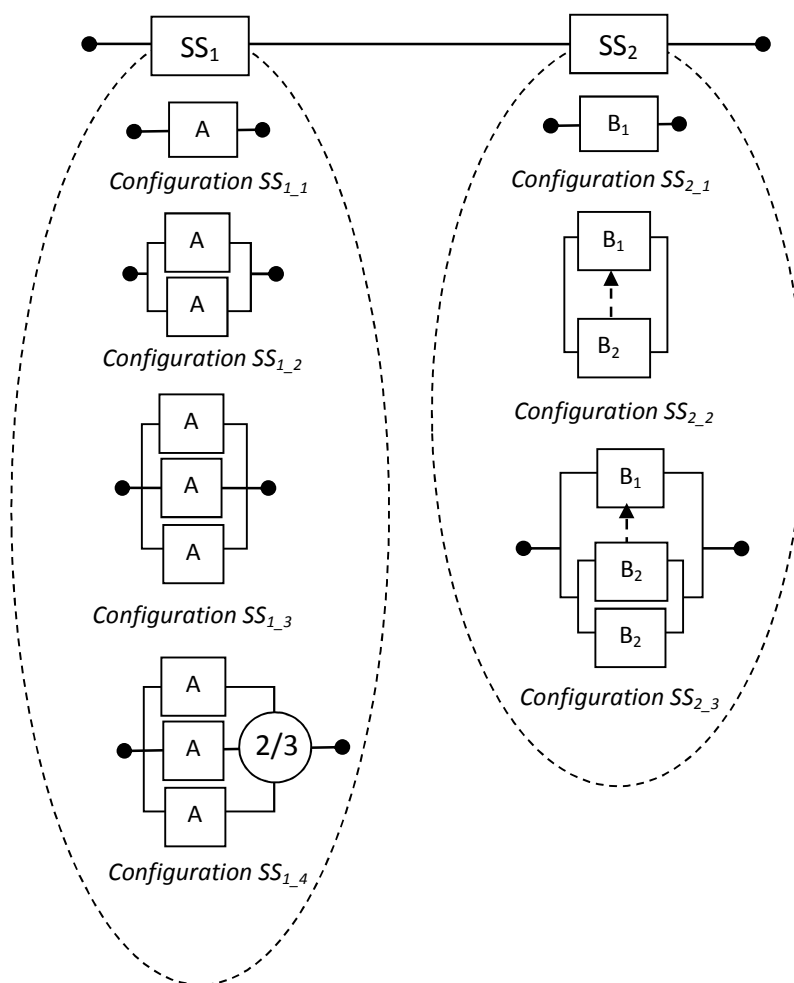 SS₁
SS₂
A
Configuration SS₁_₁
A
A
Configuration SS₁_₂
A
A
A
Configuration SS₁_₃
A
A
2/3
A
Configuration SS₁_₄
B₁
Configuration SS₂_₁
B₁
B₂
Configuration SS₂_₂
B₁
B₂
B₂
Configuration SS₂_₃